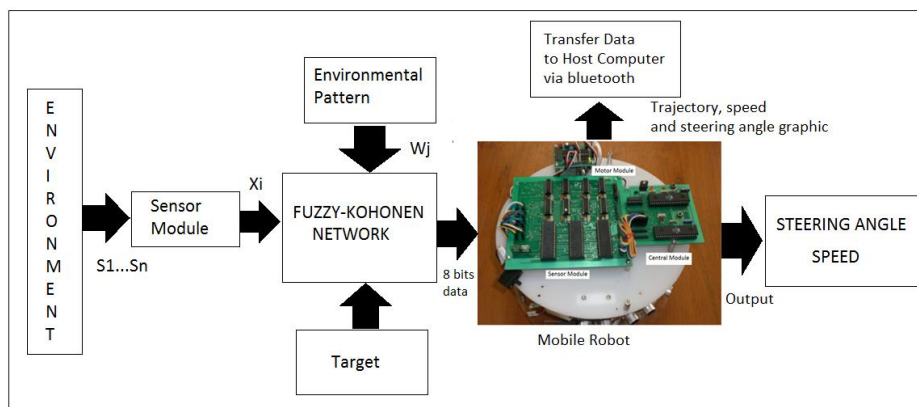 ENVIRONMENT
S1...Sn
Sensor
Module
Xi
Environmental
Pattern
Wj
FUZZY-KOHONEN
NETWORK
Target
8 bits
data
Transfer Data
to Host Computer
via bluetooth
Trajectory, speed
and steering angle graphic
Motor Module
Sensor Module
Central Module
Mobile Robot
Output
STEERING ANGLE
SPEED